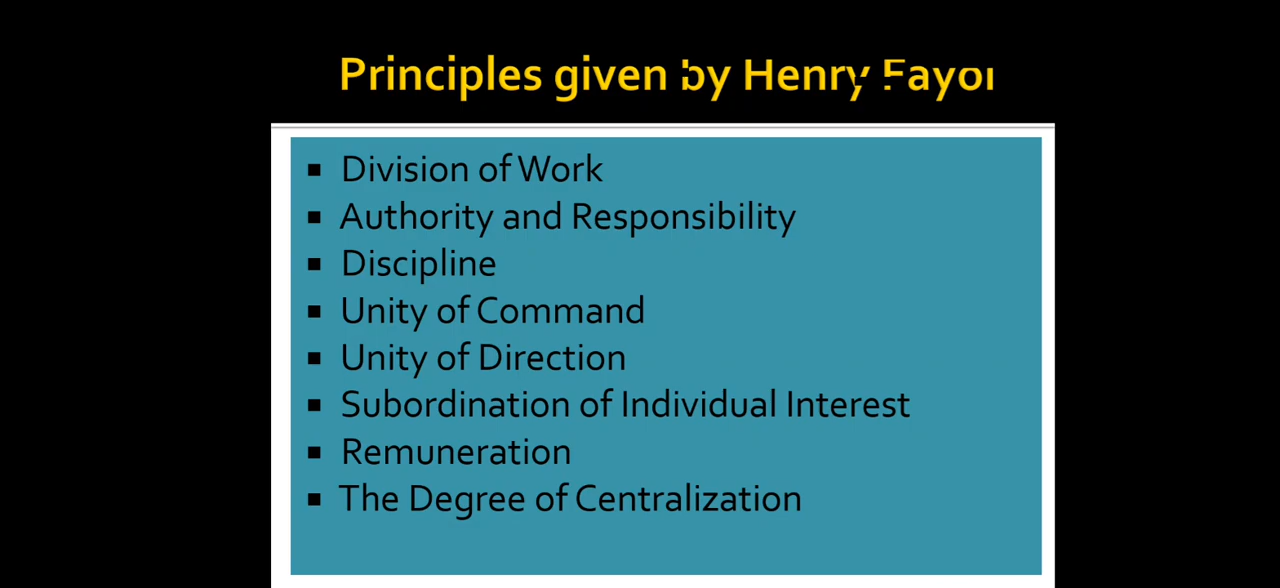 Principles given by Henry Fayol
▪ Division of Work
▪ Authority and Responsibility
▪ Discipline
▪ Unity of Command
▪ Unity of Direction
▪ Subordination of Individual Interest
▪ Remuneration
▪ The Degree of Centralization